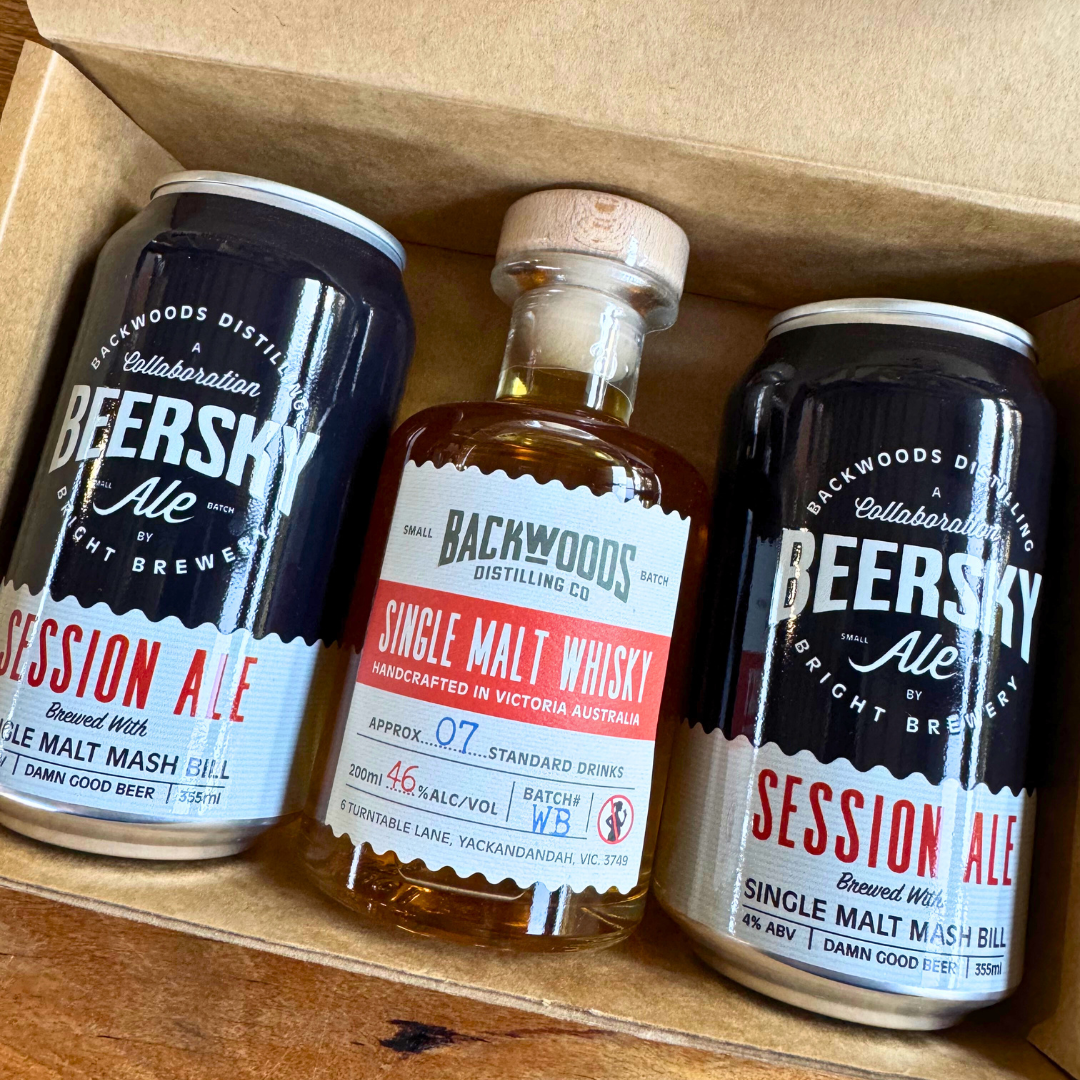 BACKWOODS DISTILLING
A
Collaboration
BEERSKY
SMALL Ale BATCH
BY
BRIGHT BREWERY
SESSION ALE
Brewed With
MALT MASH BILL
DAMN GOOD BEER | 355ml
SMALL BACKWOODS BATCH
DISTILLING CO
SINGLE MALT WHISKY
HANDCRAFTED IN VICTORIA AUSTRALIA
APPROX....07....STANDARD DRINKS
200ml 46 %ALC/VOL
BATCH#
WB
6 TURNTABLE LANE, YACKANDANDAH, VIC. 3749
BACKWOODS DISTILLING
A
Collaboration
BEERSKY
SMALL Ale
BY
BRIGHT BREWERY
SESSION ALE
Brewed With
SINGLE MALT MASH BILL
4% ABV | DAMN GOOD BEER | 355ml